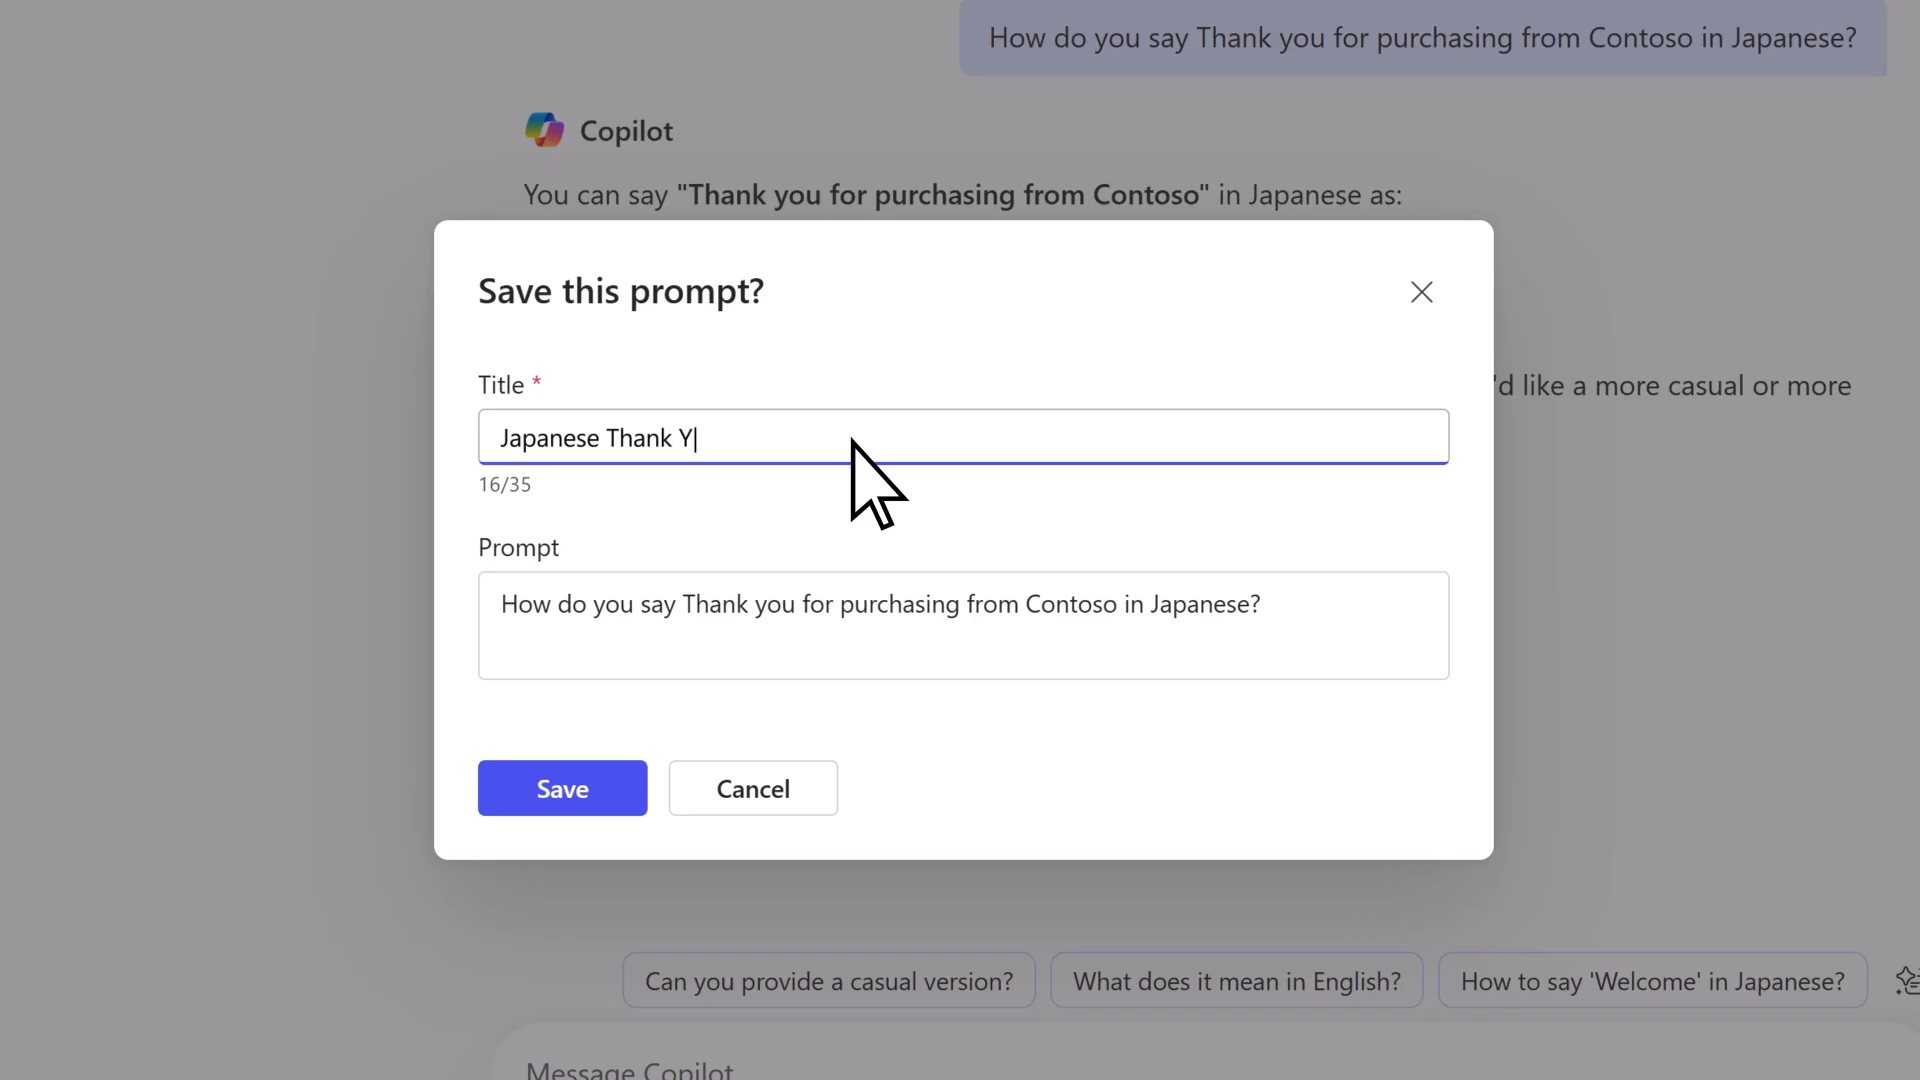 How do you say Thank you for purchasing from Contoso in Japanese?
Copilot
You can say "Thank you for purchasing from Contoso" in Japanese as:
Save this prompt?
Title *
'd like a more casual or more
Japanese Thank Y
16/35
Prompt
How do you say Thank you for purchasing from Contoso in Japanese?
Save Cancel
Can you provide a casual version? What does it mean in English? How to say 'Welcome' in Japanese?
Message Copilot